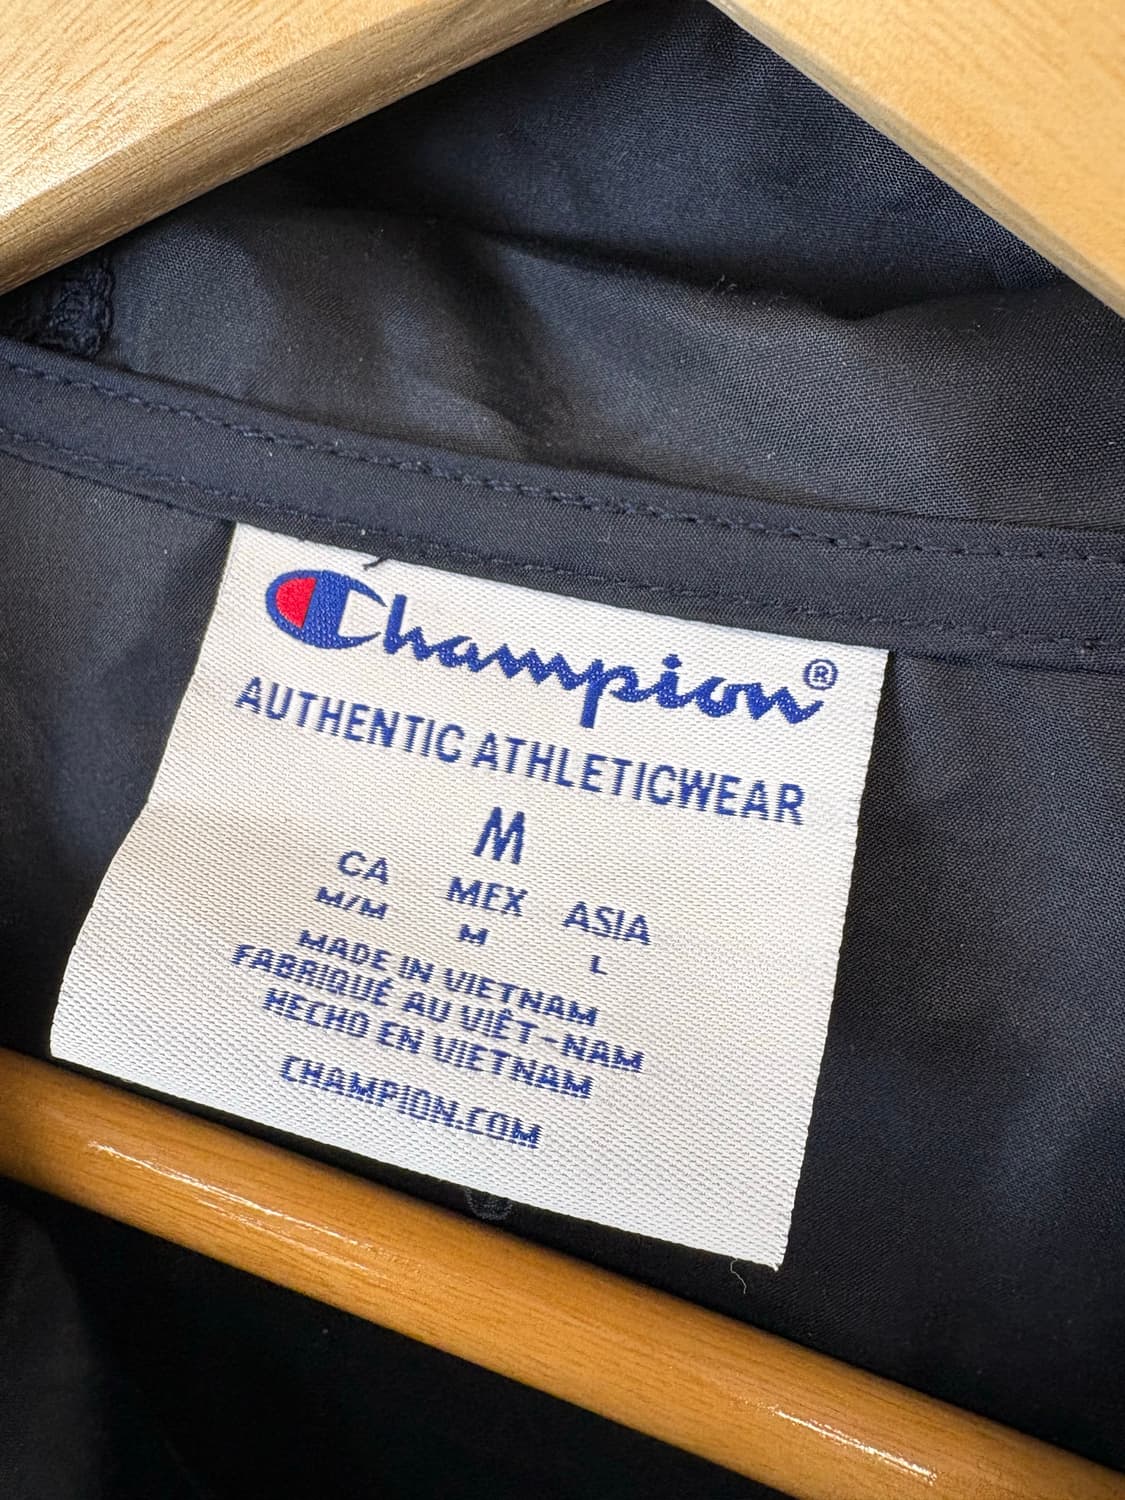 Champion®
AUTHENTIC ATHLETICWEAR
M
CA MEX ASIA
M/M M L
MADE IN VIETNAM
FABRIQUÉ AU VIÊT-NAM
HECHO EN VIETNAM
CHAMPION.COM